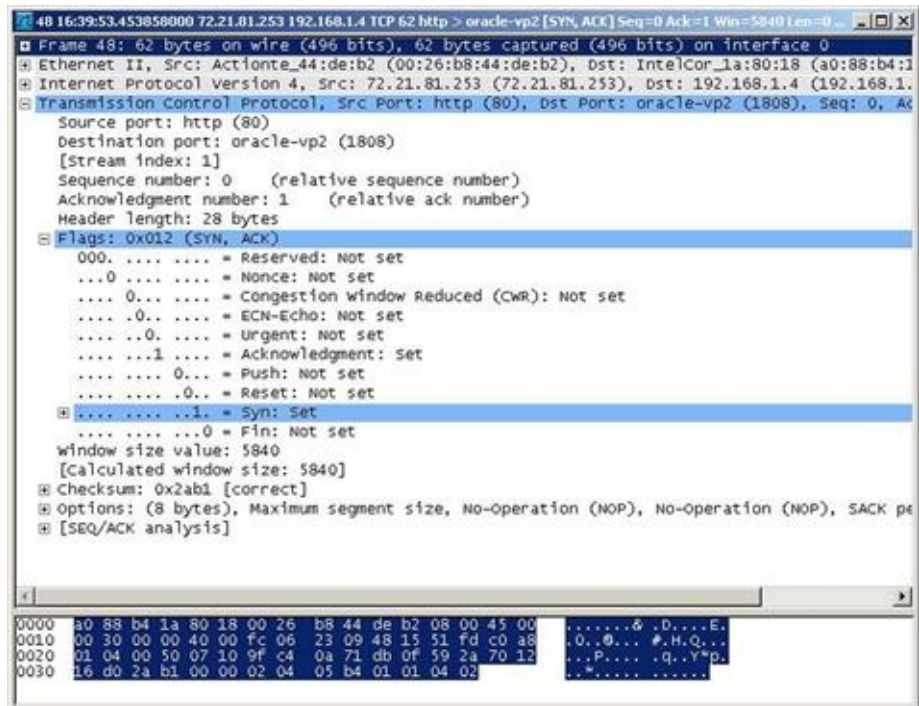 48 16:39:53.453858000 72.21.81.253 192.168.1.4 TCP 62 http > oracle-vp2 [SYN, ACK] Seq=0 Ack=1 Win=5840 Len=0 ...
Frame 48: 62 bytes on wire (496 bits), 62 bytes captured (496 bits) on interface 0
Ethernet II, Src: Actionte_44:de:b2 (00:26:b8:44:de:b2), Dst: IntelCor_1a:80:18 (a0:88:b4:1
Internet Protocol Version 4, Src: 72.21.81.253 (72.21.81.253), Dst: 192.168.1.4 (192.168.1.
Transmission Control Protocol, Src Port: http (80), Dst Port: oracle-vp2 (1808), Seq: 0, Ac
Source port: http (80)
Destination port: oracle-vp2 (1808)
[Stream index: 1]
Sequence number: 0 (relative sequence number)
Acknowledgment number: 1 (relative ack number)
Header length: 28 bytes
Flags: 0x012 (SYN, ACK)
000. .... .... = Reserved: Not set
...0 .... .... = Nonce: Not set
.... 0... .... = Congestion Window Reduced (CWR): Not set
.... .0.. .... = ECN-Echo: Not set
.... ..0. .... = Urgent: Not set
.... ...1 .... = Acknowledgment: Set
.... .... 0... = Push: Not set
.... .... .0.. = Reset: Not set
.... .... ..1. = Syn: Set
.... .... ...0 = Fin: Not set
Window size value: 5840
[Calculated window size: 5840]
Checksum: 0x2ab1 [correct]
Options: (8 bytes), Maximum segment size, No-Operation (NOP), No-Operation (NOP), SACK pe
[SEQ/ACK analysis]
0000 a0 88 b4 1a 80 18 00 26 b8 44 de b2 08 00 45 00 .......& .D....E.
0010 00 30 00 00 40 00 fc 06 23 09 48 15 51 fd c0 a8 .0..@... #.H.Q...
0020 01 04 00 50 07 10 9f c4 0a 71 db 0f 59 2a 70 12 ...P.... .q..Y*p.
0030 16 d0 2a b1 00 00 02 04 05 b4 01 01 04 02 ..*..... ......